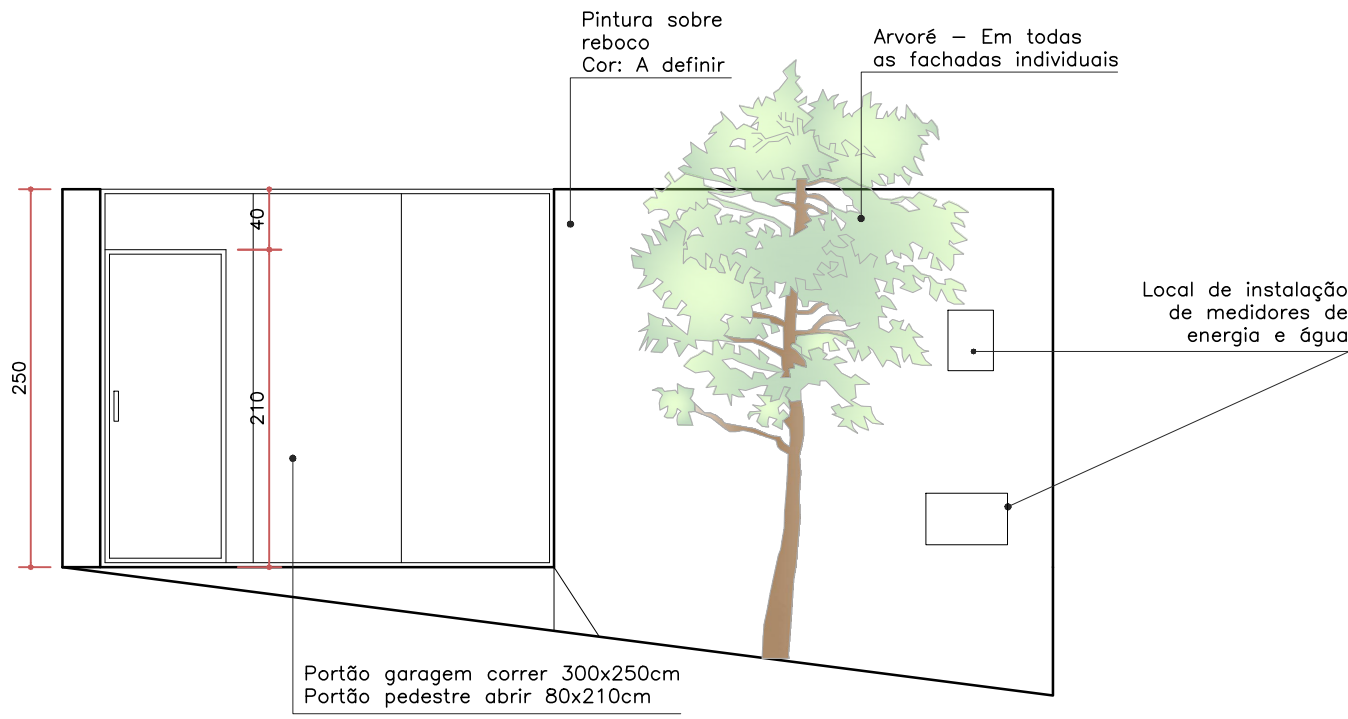 Pintura sobre
reboco
Cor: A definir
Arvoré – Em todas
as fachadas individuais
40
250
210
Local de instalação
de medidores de
energia e água
Portão garagem correr 300x250cm
Portão pedestre abrir 80x210cm